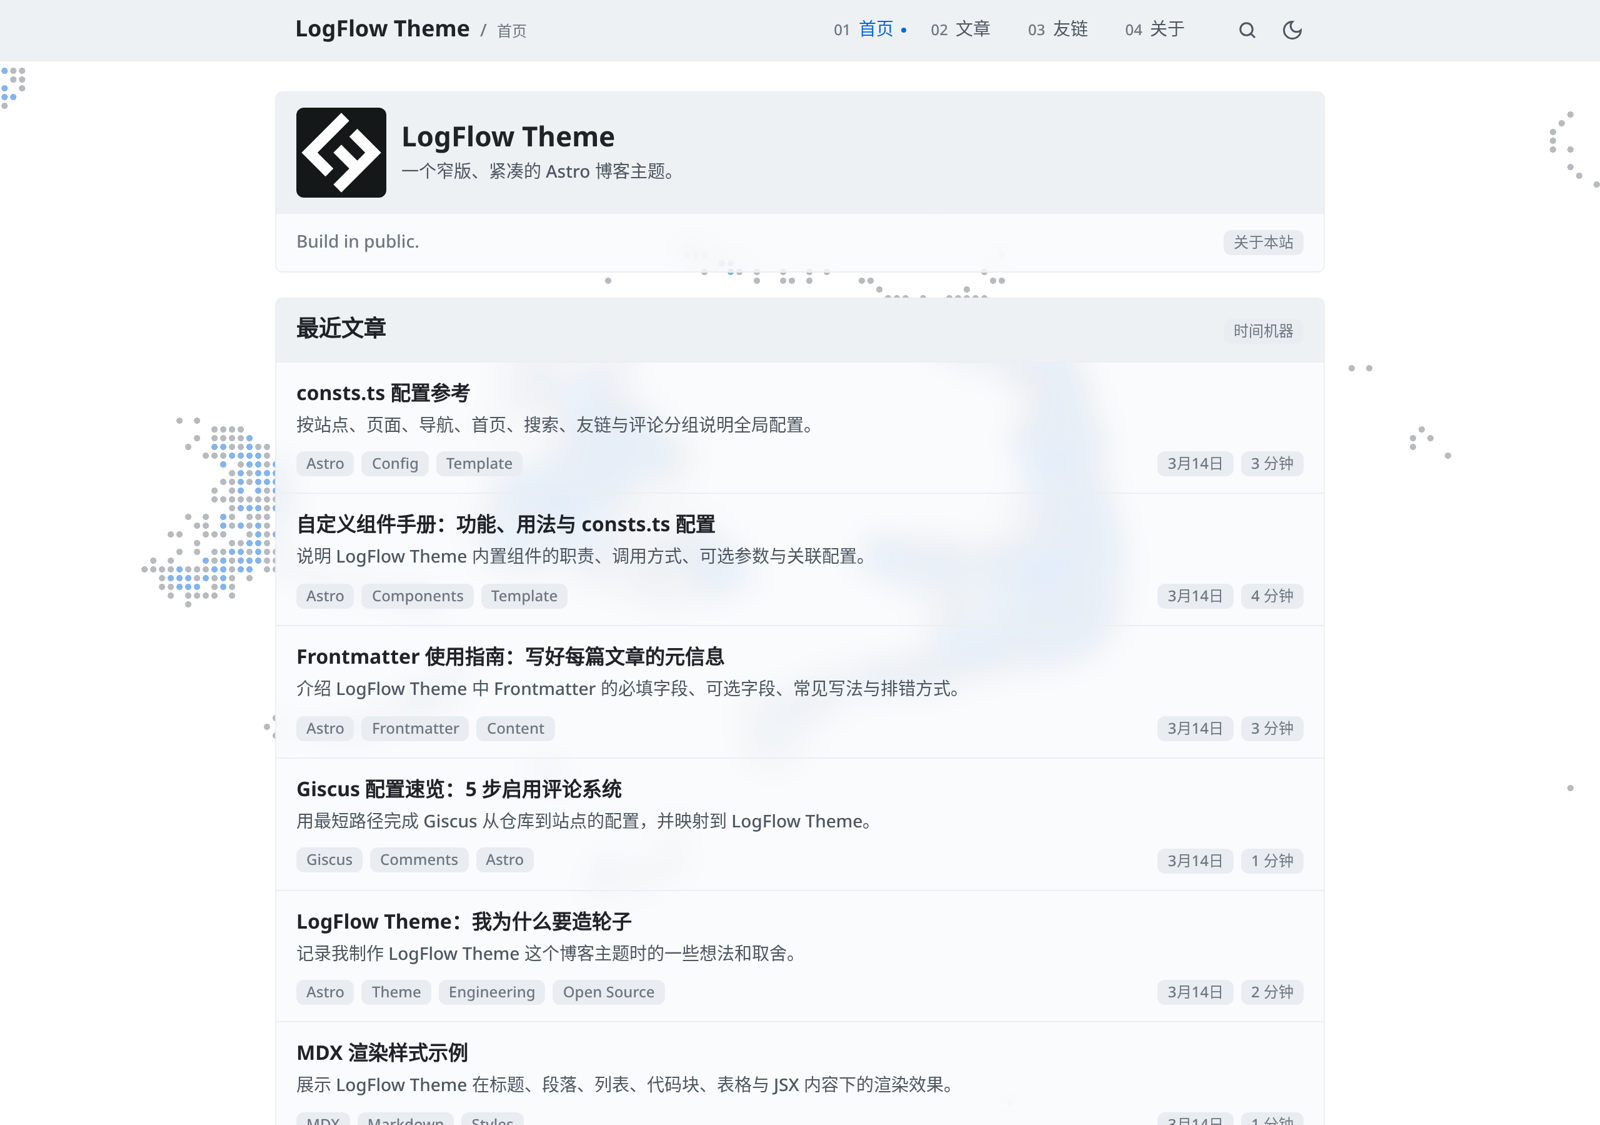 LogFlow Theme / 首页
01 首页 02 文章 03 友链 04 关于
LogFlow Theme
一个窄版、紧凑的 Astro 博客主题。
Build in public.
关于本站
最近文章
时间机器
consts.ts 配置参考
按站点、页面、导航、首页、搜索、友链与评论分组说明全局配置。
Astro Config Template
3月14日 3 分钟
自定义组件手册：功能、用法与 consts.ts 配置
说明 LogFlow Theme 内置组件的职责、调用方式、可选参数与关联配置。
Astro Components Template
3月14日 4 分钟
Frontmatter 使用指南：写好每篇文章的元信息
介绍 LogFlow Theme 中 Frontmatter 的必填字段、可选字段、常见写法与排错方式。
Astro Frontmatter Content
3月14日 3 分钟
Giscus 配置速览：5 步启用评论系统
用最短路径完成 Giscus 从仓库到站点的配置，并映射到 LogFlow Theme。
Giscus Comments Astro
3月14日 1 分钟
LogFlow Theme：我为什么要造轮子
记录我制作 LogFlow Theme 这个博客主题时的一些想法和取舍。
Astro Theme Engineering Open Source
3月14日 2 分钟
MDX 渲染样式示例
展示 LogFlow Theme 在标题、段落、列表、代码块、表格与 JSX 内容下的渲染效果。
MDX Markdown Styles
3月14日 1 分钟